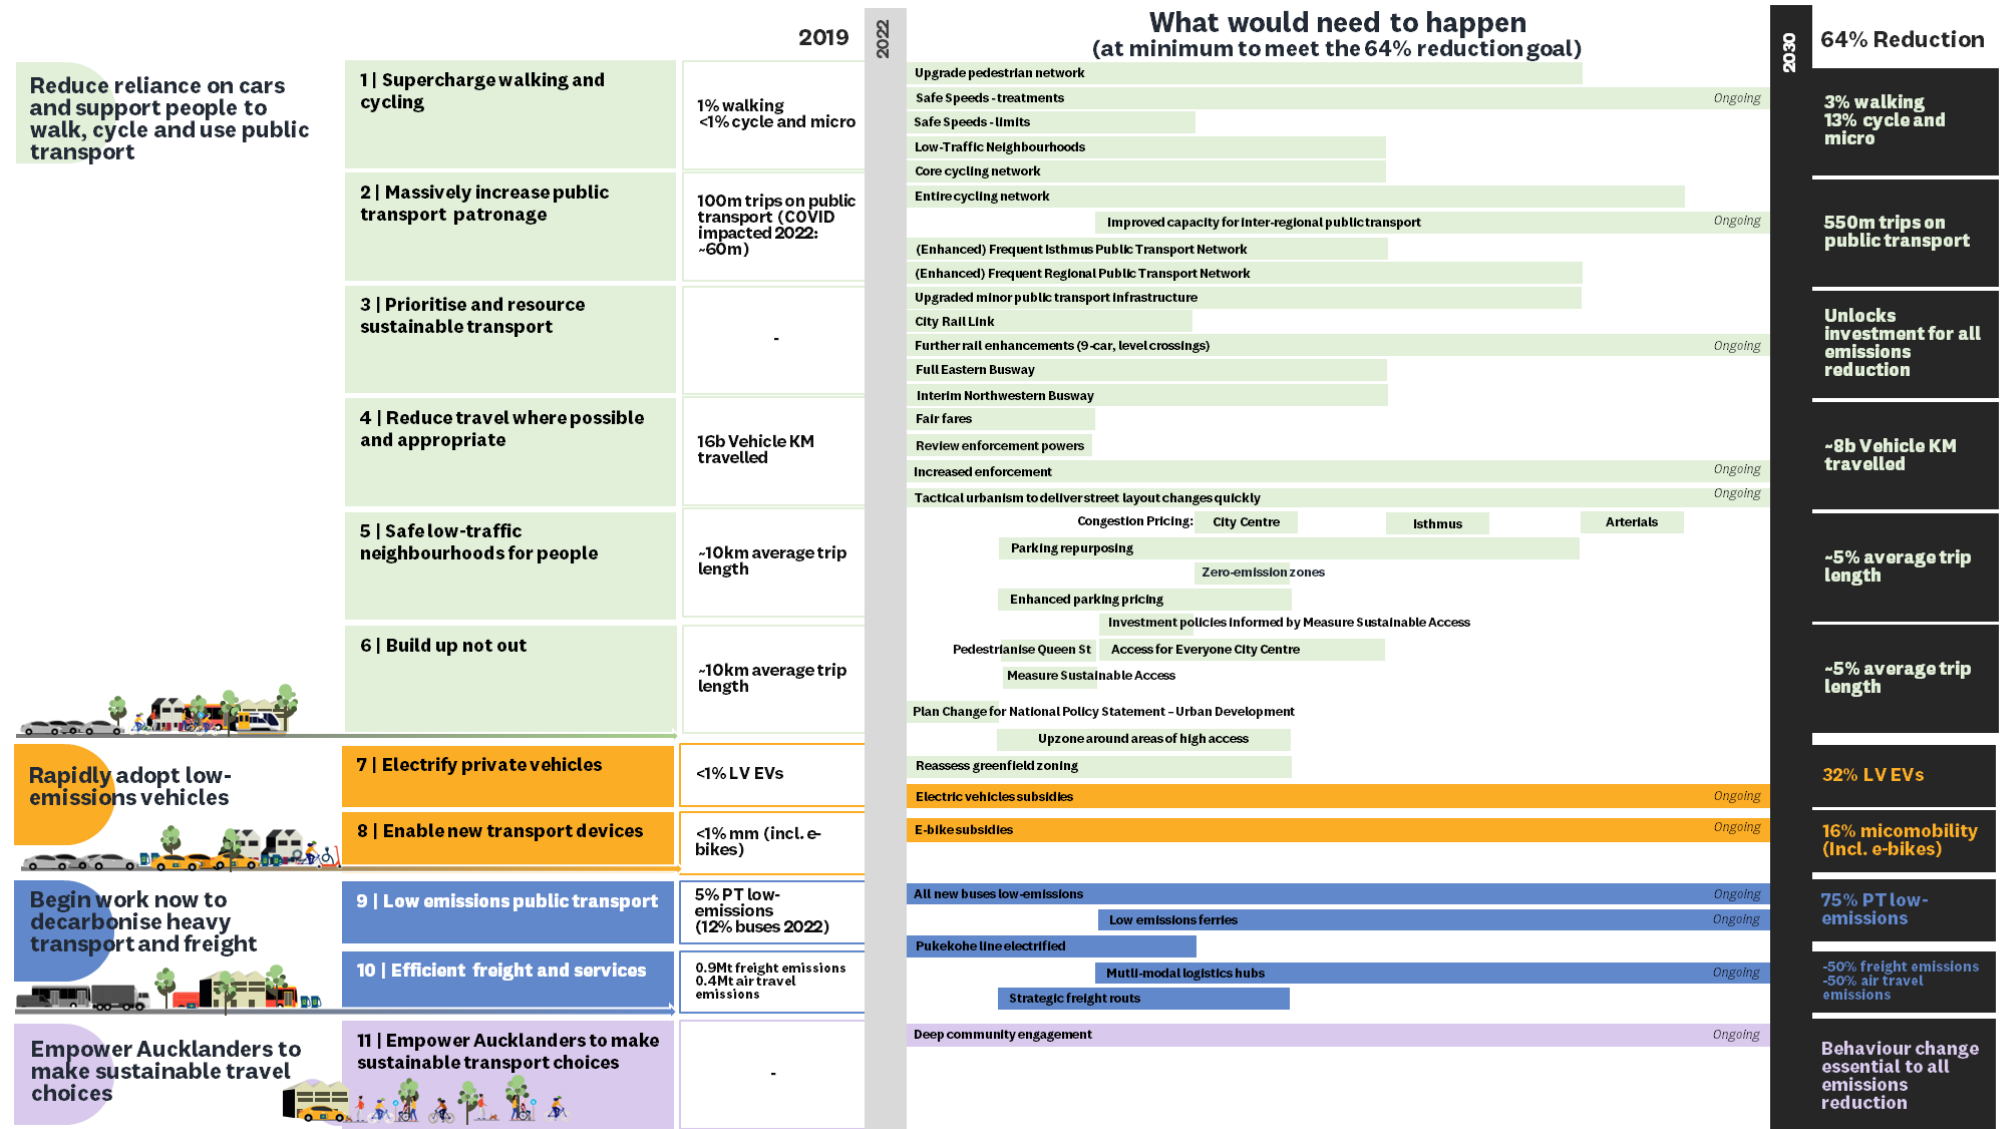 2019
2022
What would need to happen
(at minimum to meet the 64% reduction goal)
2030
64% Reduction
Reduce reliance on cars
and support people to
walk, cycle and use public
transport
1 | Supercharge walking and
cycling
1% walking
<1% cycle and micro
2 | Massively increase public
transport patronage
100m trips on public
transport (COVID
impacted 2022:
~60m)
3 | Prioritise and resource
sustainable transport
-
4 | Reduce travel where possible
and appropriate
16b Vehicle KM
travelled
5 | Safe low-traffic
neighbourhoods for people
~10km average trip
length
6 | Build up not out
~10km average trip
length
Upgrade pedestrian network
Safe Speeds - treatments
Ongoing
Safe Speeds - limits
Low-Traffic Neighbourhoods
Core cycling network
Entire cycling network
Improved capacity for inter-regional public transport
Ongoing
(Enhanced) Frequent Isthmus Public Transport Network
(Enhanced) Frequent Regional Public Transport Network
Upgraded minor public transport infrastructure
City Rail Link
Further rail enhancements (9-car, level crossings)
Ongoing
Full Eastern Busway
Interim Northwestern Busway
Fair fares
Review enforcement powers
Increased enforcement
Ongoing
Tactical urbanism to deliver street layout changes quickly
Ongoing
Congestion Pricing:
City Centre
Isthmus
Arterials
Parking repurposing
Zero-emission zones
Enhanced parking pricing
Investment policies informed by Measure Sustainable Access
Pedestrianise Queen St
Access for Everyone City Centre
Measure Sustainable Access
Plan Change for National Policy Statement – Urban Development
Upzone around areas of high access
Reassess greenfield zoning
3% walking
13% cycle and
micro
550m trips on
public transport
Unlocks
investment for all
emissions
reduction
~8b Vehicle KM
travelled
~5% average trip
length
~5% average trip
length
Rapidly adopt low-
emissions vehicles
7 | Electrify private vehicles
<1% LV EVs
Electric vehicles subsidies
Ongoing
32% LV EVs
8 | Enable new transport devices
<1% mm (incl. e-
bikes)
E-bike subsidies
Ongoing
16% micomobility
(Incl. e-bikes)
Begin work now to
decarbonise heavy
transport and freight
9 | Low emissions public transport
5% PT low-
emissions
(12% buses 2022)
All new buses low-emissions
Ongoing
Low emissions ferries
Ongoing
Pukekohe line electrified
75% PT low-
emissions
10 | Efficient freight and services
0.9Mt freight emissions
0.4Mt air travel
emissions
Mutli-modal logistics hubs
Ongoing
Strategic freight routs
-50% freight emissions
-50% air travel
emissions
Empower Aucklanders to
make sustainable travel
choices
11 | Empower Aucklanders to make
sustainable transport choices
-
Deep community engagement
Ongoing
Behaviour change
essential to all
emissions
reduction